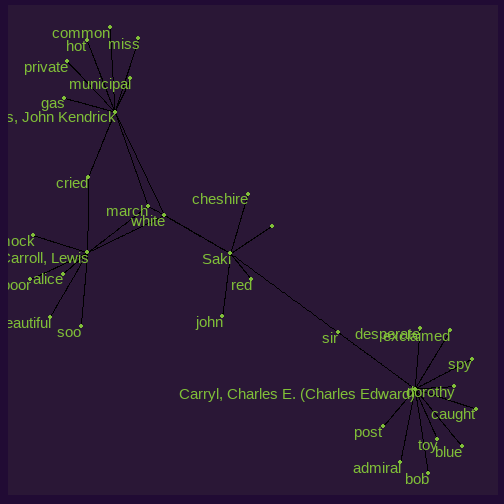 common
hot
miss
private
municipal
gas
s, John Kendrick
cried
cheshire
march
white
mock
Carroll, Lewis
Saki
alice
poor
red
eautiful
soo
john
sir
desperate
exclaimed
spy
Carryl, Charles E. (Charles Edward)
dorothy
caught
post
toy
blue
admiral
bob